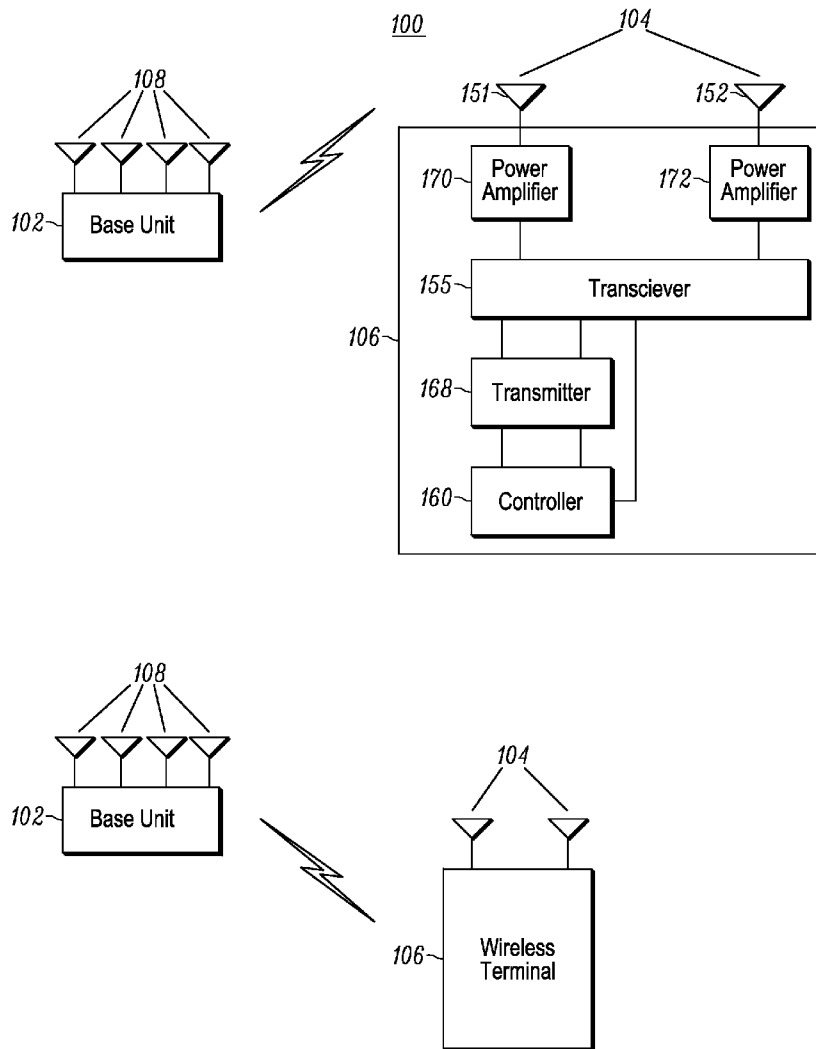 100
104
108
151
152
170
Power
Amplifier
172
Power
Amplifier
102
Base Unit
155
Transciever
106
168
Transmitter
160
Controller
108
104
102
Base Unit
106
Wireless
Terminal